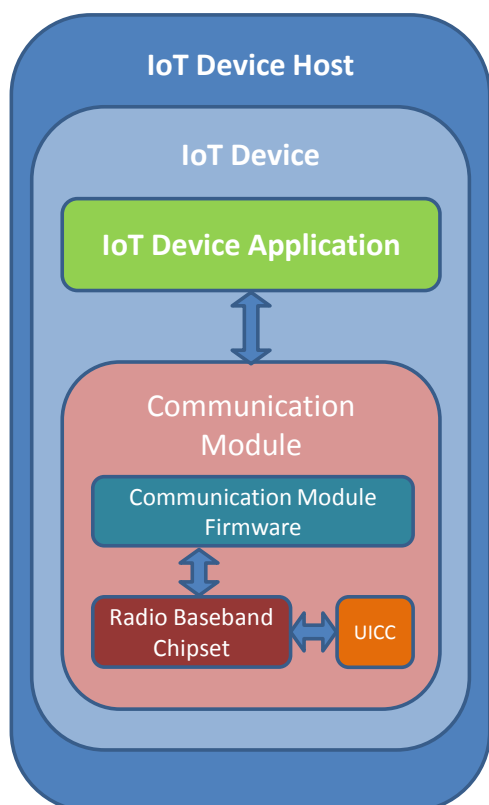 IoT Device Host
IoT Device
IoT Device Application
Communication
Module
Communication Module
Firmware
Radio Baseband
Chipset
UICC